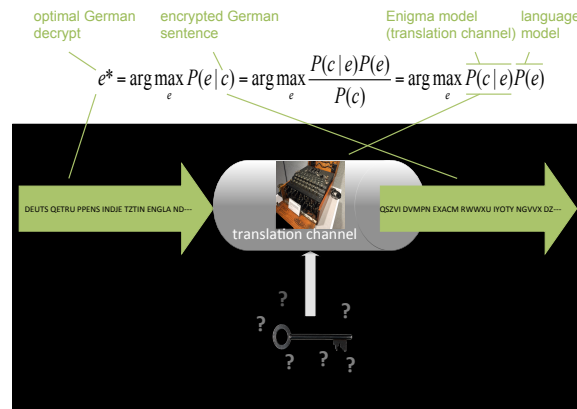 optimal German decrypt
encrypted German sentence
Enigma model (translation channel)
language model
e* = arg max P(e | c) = arg max P(c | e)P(e) / P(c) = arg max P(c | e)P(e)
e e e
DEUTS QETRU PPENS INDJE TZTIN ENGLA ND---
QSZVI DVMPN EXACM RWWXU IYOTY NGVVX DZ---
translation channel
?
? ?
? ? ? ?